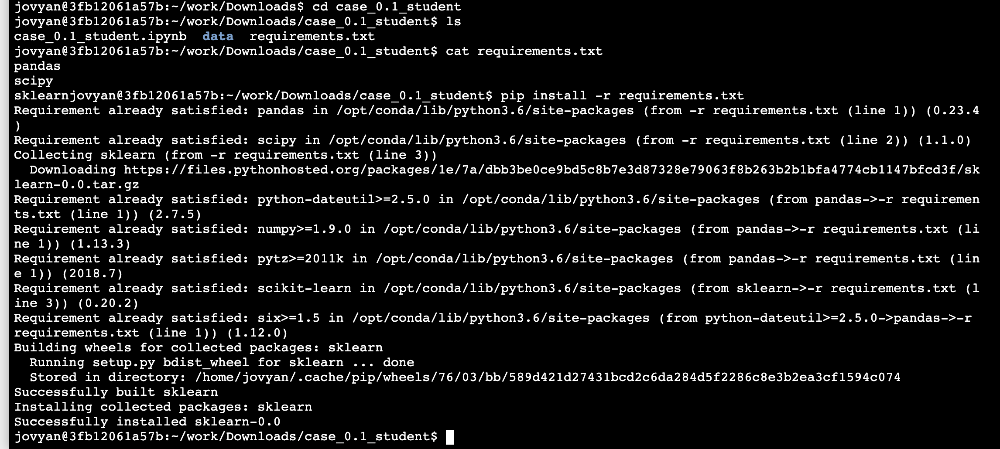 jovyan@3fb12061a57b:~/work/Downloads$ cd case_0.1_student
jovyan@3fb12061a57b:~/work/Downloads/case_0.1_student$ ls
case_0.1_student.ipynb  data  requirements.txt
jovyan@3fb12061a57b:~/work/Downloads/case_0.1_student$ cat requirements.txt
pandas
scipy
sklearnjovyan@3fb12061a57b:~/work/Downloads/case_0.1_student$ pip install -r requirements.txt
Requirement already satisfied: pandas in /opt/conda/lib/python3.6/site-packages (from -r requirements.txt (line 1)) (0.23.4
)
Requirement already satisfied: scipy in /opt/conda/lib/python3.6/site-packages (from -r requirements.txt (line 2)) (1.1.0)
Collecting sklearn (from -r requirements.txt (line 3))
  Downloading https://files.pythonhosted.org/packages/1e/7a/dbb3be0ce9bd5c8b7e3d87328e79063f8b263b2b1bfa4774cb1147bfcd3f/sk
learn-0.0.tar.gz
Requirement already satisfied: python-dateutil>=2.5.0 in /opt/conda/lib/python3.6/site-packages (from pandas->-r requiremen
ts.txt (line 1)) (2.7.5)
Requirement already satisfied: numpy>=1.9.0 in /opt/conda/lib/python3.6/site-packages (from pandas->-r requirements.txt (li
ne 1)) (1.13.3)
Requirement already satisfied: pytz>=2011k in /opt/conda/lib/python3.6/site-packages (from pandas->-r requirements.txt (lin
e 1)) (2018.7)
Requirement already satisfied: scikit-learn in /opt/conda/lib/python3.6/site-packages (from sklearn->-r requirements.txt (l
ine 3)) (0.20.2)
Requirement already satisfied: six>=1.5 in /opt/conda/lib/python3.6/site-packages (from python-dateutil>=2.5.0->pandas->-r
requirements.txt (line 1)) (1.12.0)
Building wheels for collected packages: sklearn
  Running setup.py bdist_wheel for sklearn ... done
  Stored in directory: /home/jovyan/.cache/pip/wheels/76/03/bb/589d421d27431bcd2c6da284d5f2286c8e3b2ea3cf1594c074
Successfully built sklearn
Installing collected packages: sklearn
Successfully installed sklearn-0.0
jovyan@3fb12061a57b:~/work/Downloads/case_0.1_student$